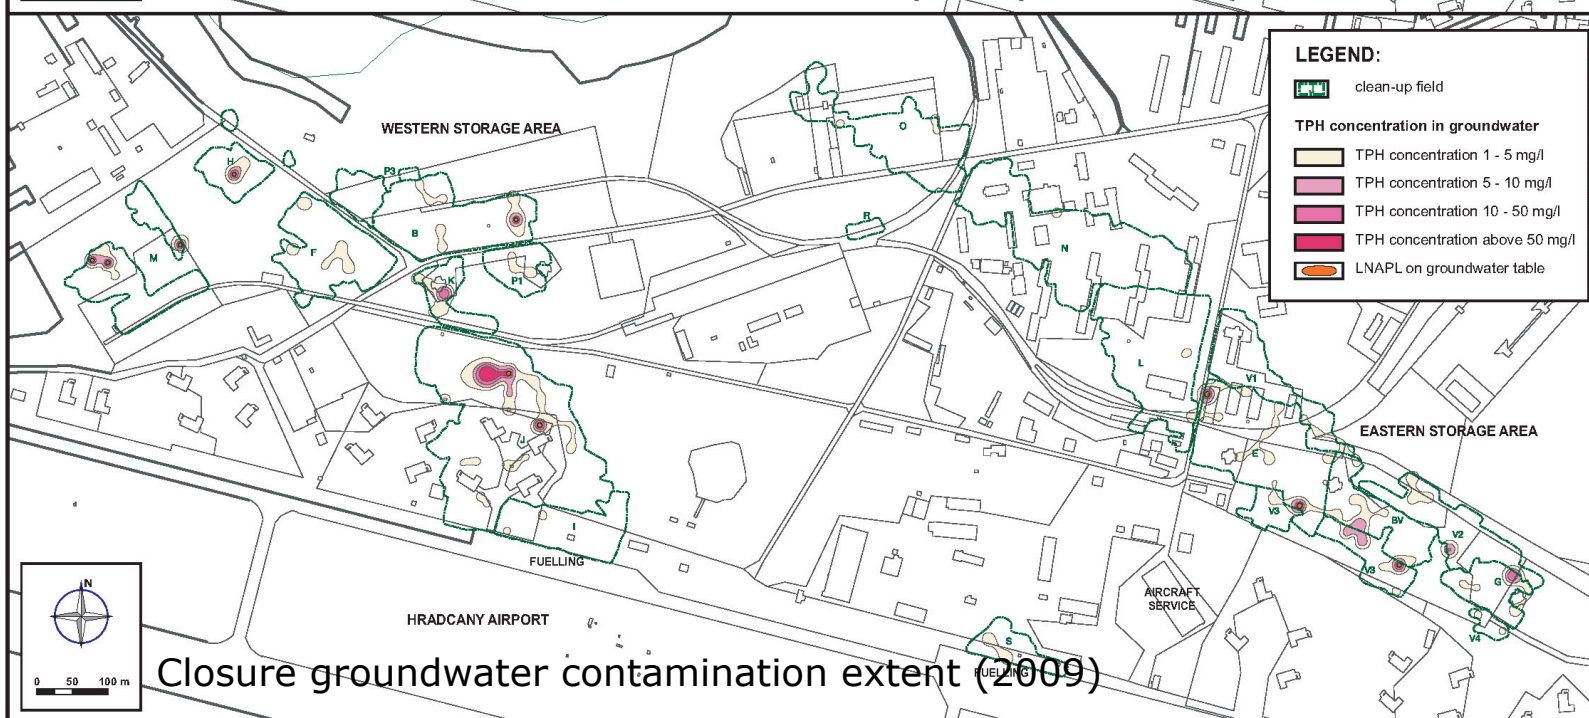 LEGEND:
clean-up field
TPH concentration in groundwater
TPH concentration 1 - 5 mg/l
TPH concentration 5 - 10 mg/l
TPH concentration 10 - 50 mg/l
TPH concentration above 50 mg/l
LNAPL on groundwater table
WESTERN STORAGE AREA
O
H
P3
R
B
N
F
M
K
P1
L
V1
EASTERN STORAGE AREA
J
E
V3
BV
I
V2
FUELLING
V3
G
AIRCRAFT
SERVICE
N
HRADCANY AIRPORT
S
V4
FUELLING
0 50 100 m
Closure groundwater contamination extent (2009)